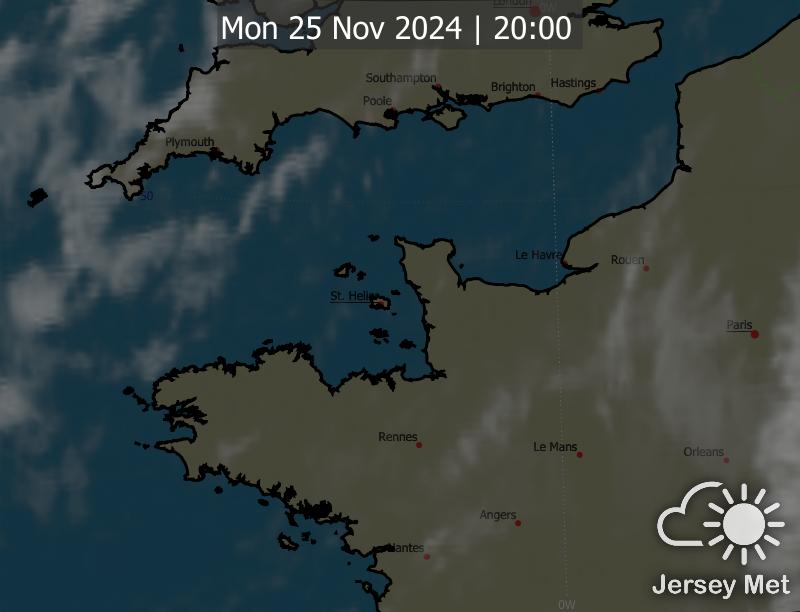 London
0W
Mon 25 Nov 2024 | 20:00
Southampton
Brighton
Hastings
Poole
Plymouth
50
Le Havre
Rouen
St. Helier
Paris
Rennes
Le Mans
Orleans
Angers
Nantes
Jersey Met
0W